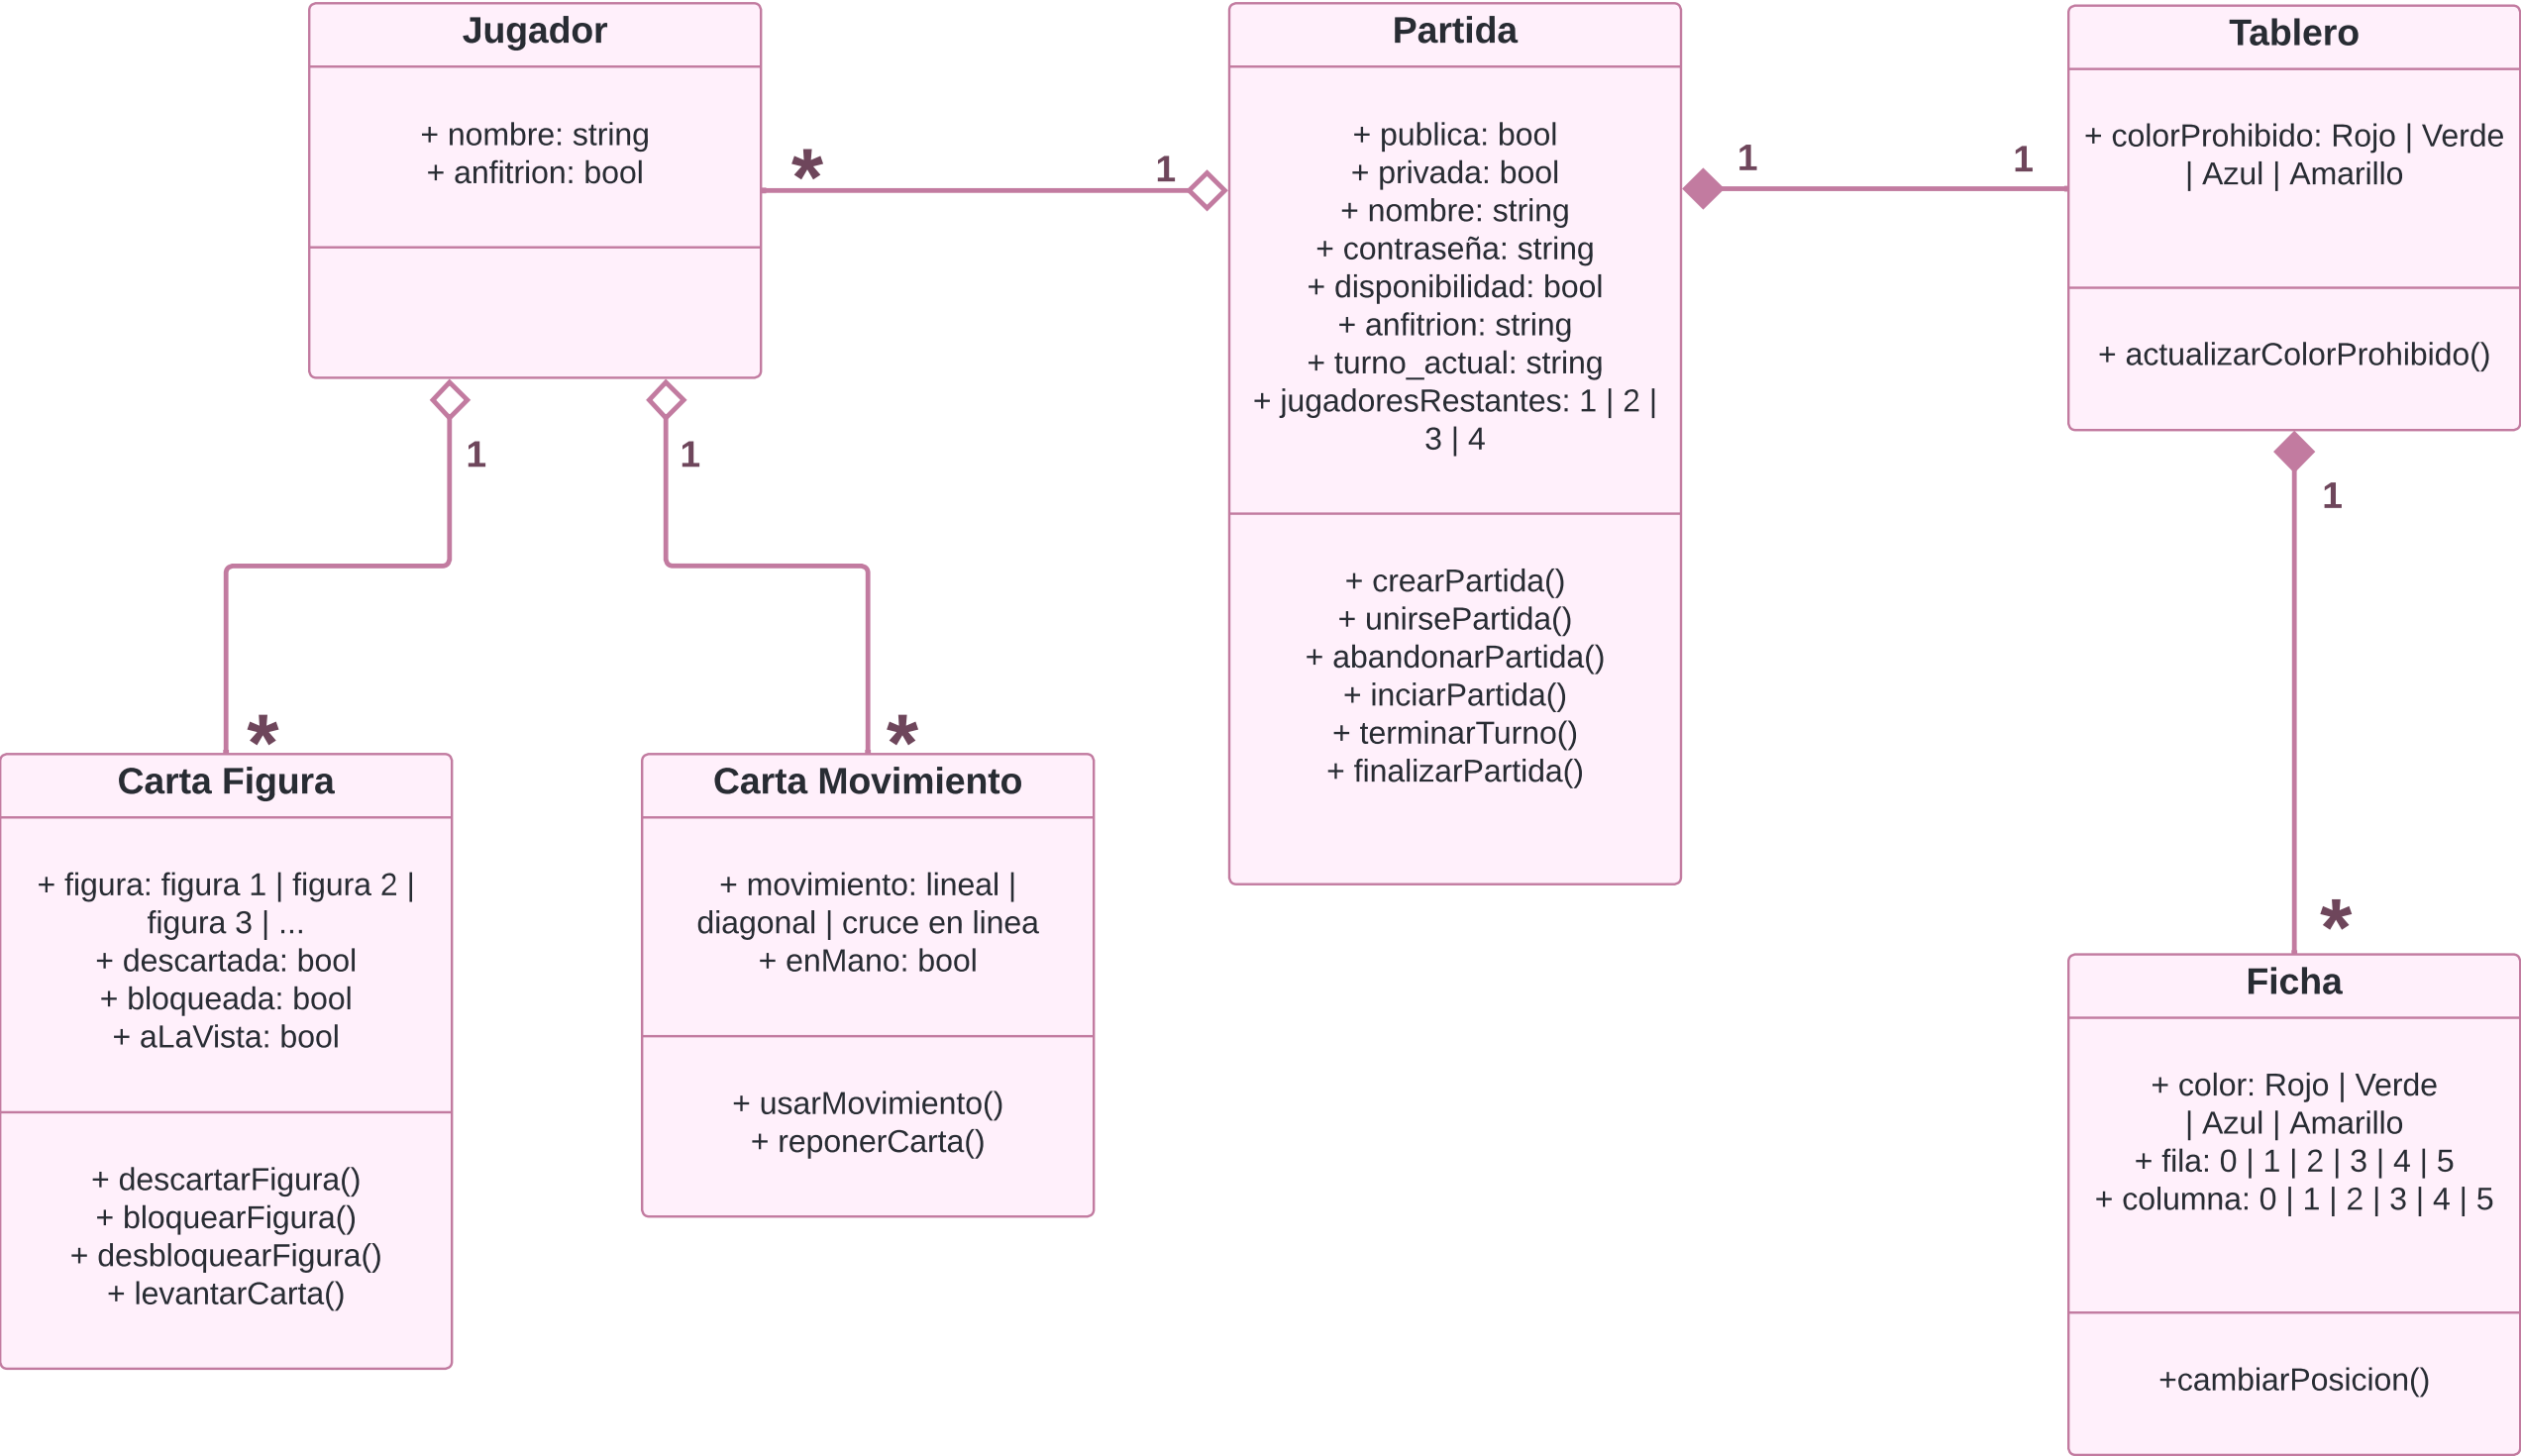 Jugador
+ nombre: string
+ anfitrion: bool
*
1
1
1
Partida
+ publica: bool
+ privada: bool
+ nombre: string
+ contraseña: string
+ disponibilidad: bool
+ anfitrion: string
+ turno_actual: string
+ jugadoresRestantes: 1 | 2 |
3 | 4
+ crearPartida()
+ unirsePartida()
+ abandonarPartida()
+ inciarPartida()
+ terminarTurno()
+ finalizarPartida()
1
1
Tablero
+ colorProhibido: Rojo | Verde
| Azul | Amarillo
+ actualizarColorProhibido()
1
*
*
Carta Figura
+ figura: figura 1 | figura 2 |
figura 3 | ...
+ descartada: bool
+ bloqueada: bool
+ aLaVista: bool
+ descartarFigura()
+ bloquearFigura()
+ desbloquearFigura()
+ levantarCarta()
*
Carta Movimiento
+ movimiento: lineal |
diagonal | cruce en linea
+ enMano: bool
+ usarMovimiento()
+ reponerCarta()
Ficha
+ color: Rojo | Verde
| Azul | Amarillo
+ fila: 0 | 1 | 2 | 3 | 4 | 5
+ columna: 0 | 1 | 2 | 3 | 4 | 5
+cambiarPosicion()